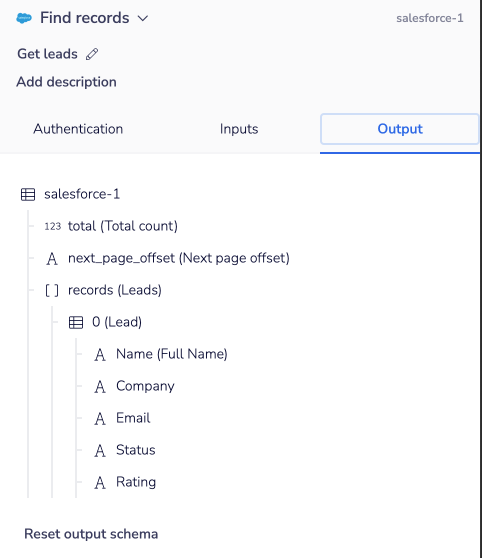 Find records
salesforce-1
Get leads
Add description
Authentication
Inputs
Output
salesforce-1
123 total (Total count)
A next_page_offset (Next page offset)
[ ] records (Leads)
0 (Lead)
A Name (Full Name)
A Company
A Email
A Status
A Rating
Reset output schema